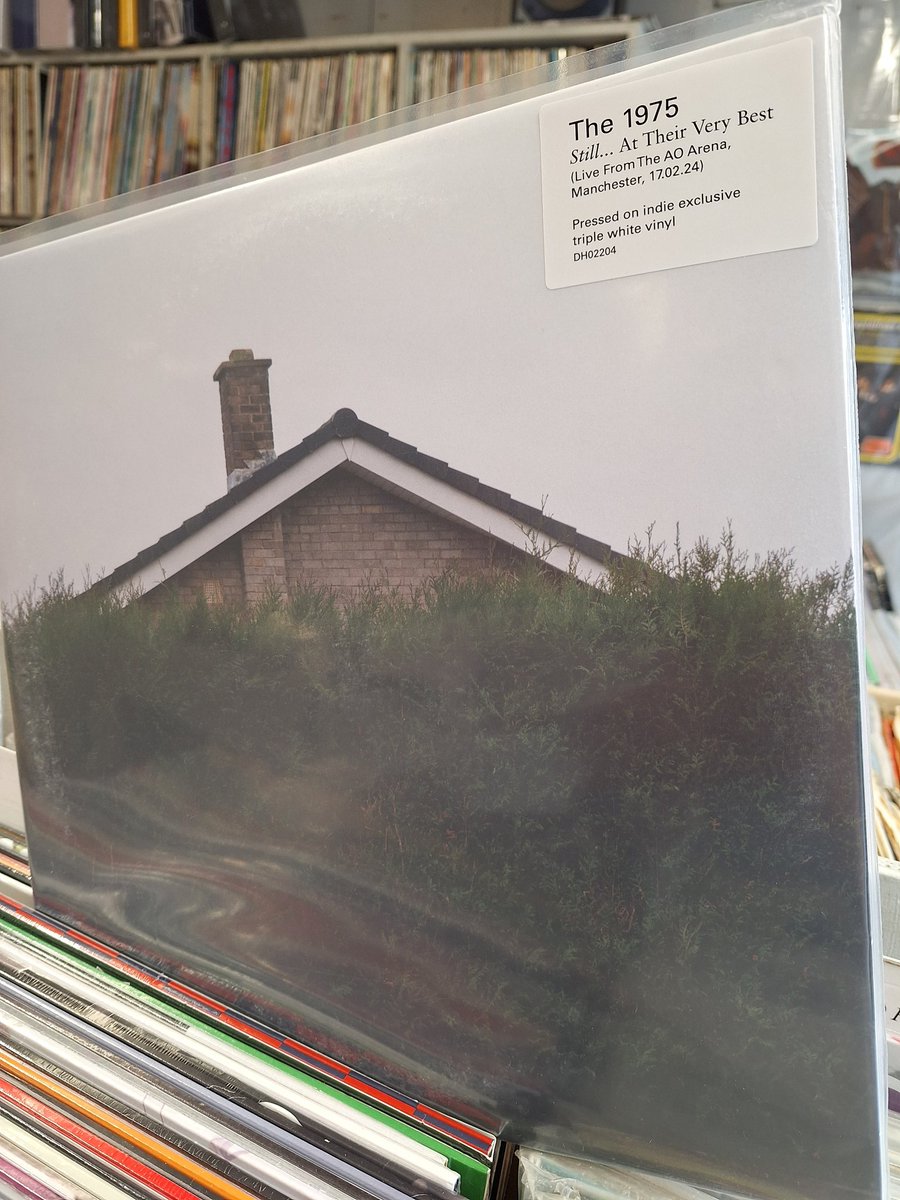 The 1975
Still... At Their Very Best
(Live From The AO Arena,
Manchester, 17.02.24)
Pressed on indie exclusive
triple white vinyl
DH02204